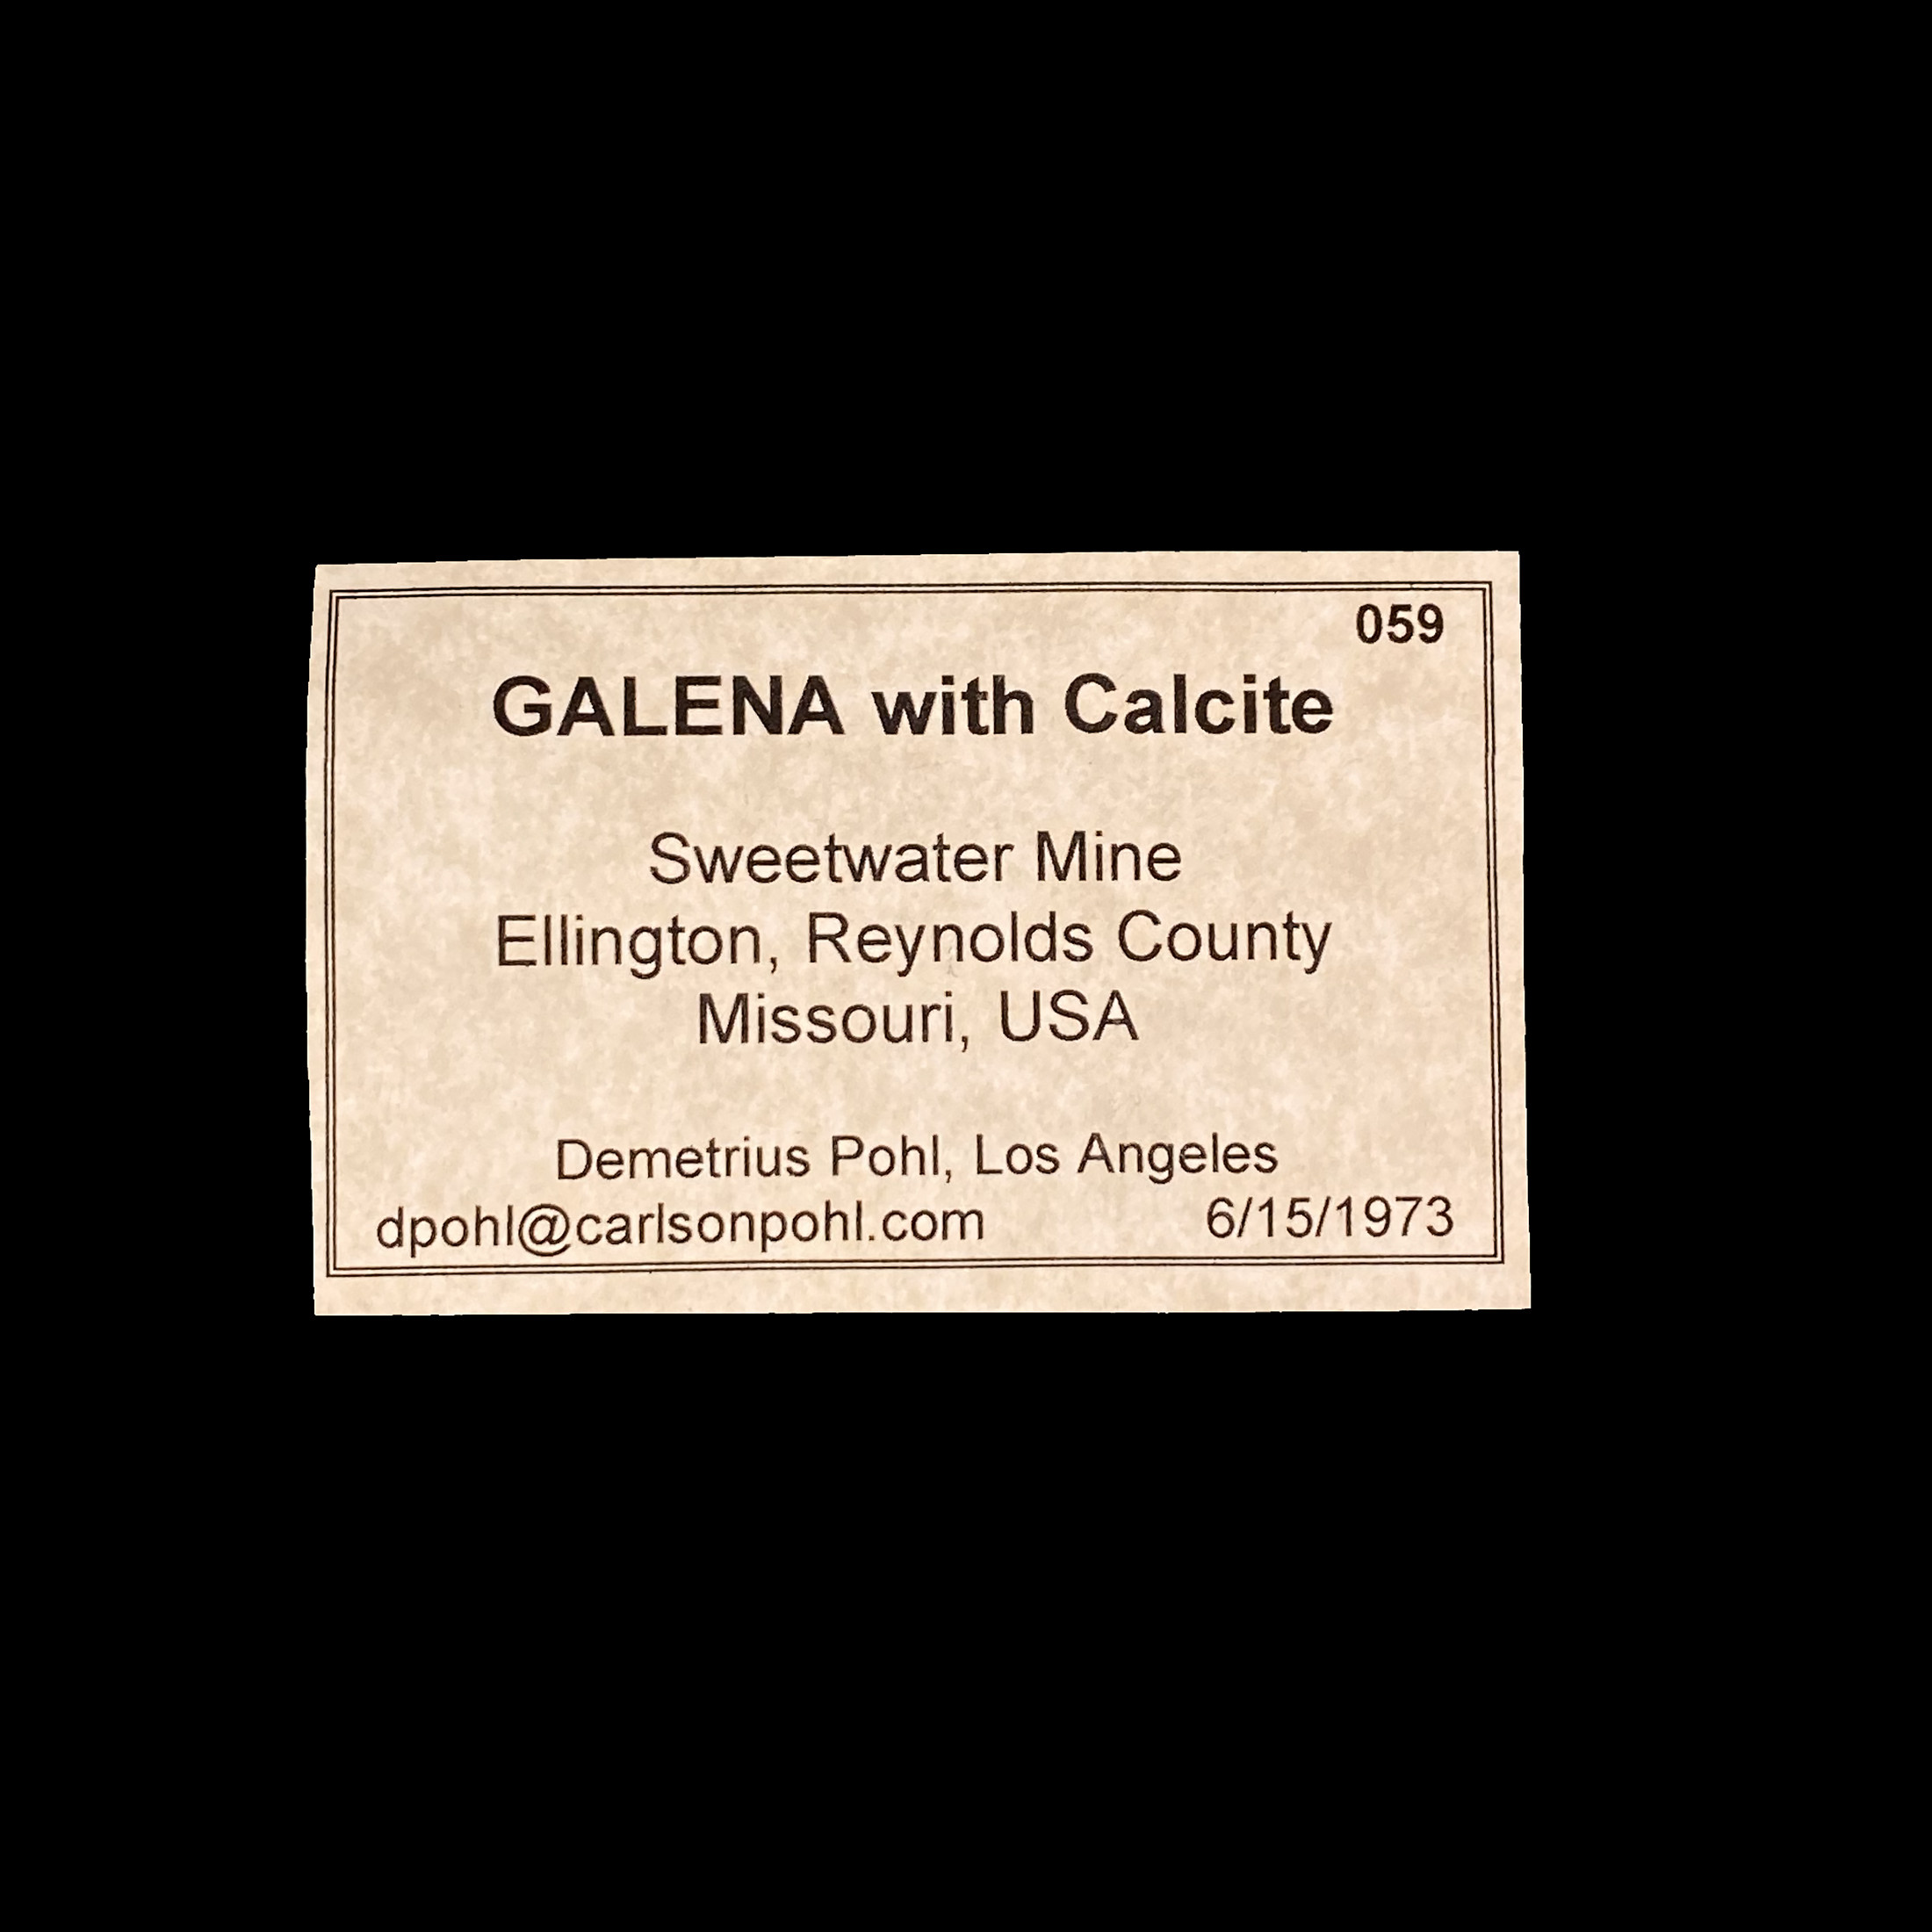 059
GALENA with Calcite
Sweetwater Mine
Ellington, Reynolds County
Missouri, USA
Demetrius Pohl, Los Angeles
dpohl@carlsonpohl.com 6/15/1973